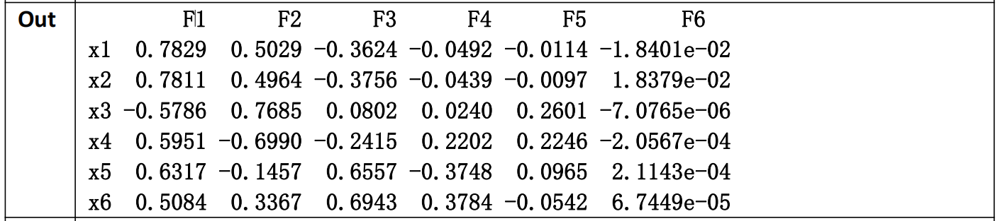 Out F1 F2 F3 F4 F5 F6
x1 0.7829 0.5029 -0.3624 -0.0492 -0.0114 -1.8401e-02
x2 0.7811 0.4964 -0.3756 -0.0439 -0.0097 1.8379e-02
x3 -0.5786 0.7685 0.0802 0.0240 0.2601 -7.0765e-06
x4 0.5951 -0.6990 -0.2415 0.2202 0.2246 -2.0567e-04
x5 0.6317 -0.1457 0.6557 -0.3748 0.0965 2.1143e-04
x6 0.5084 0.3367 0.6943 0.3784 -0.0542 6.7449e-05